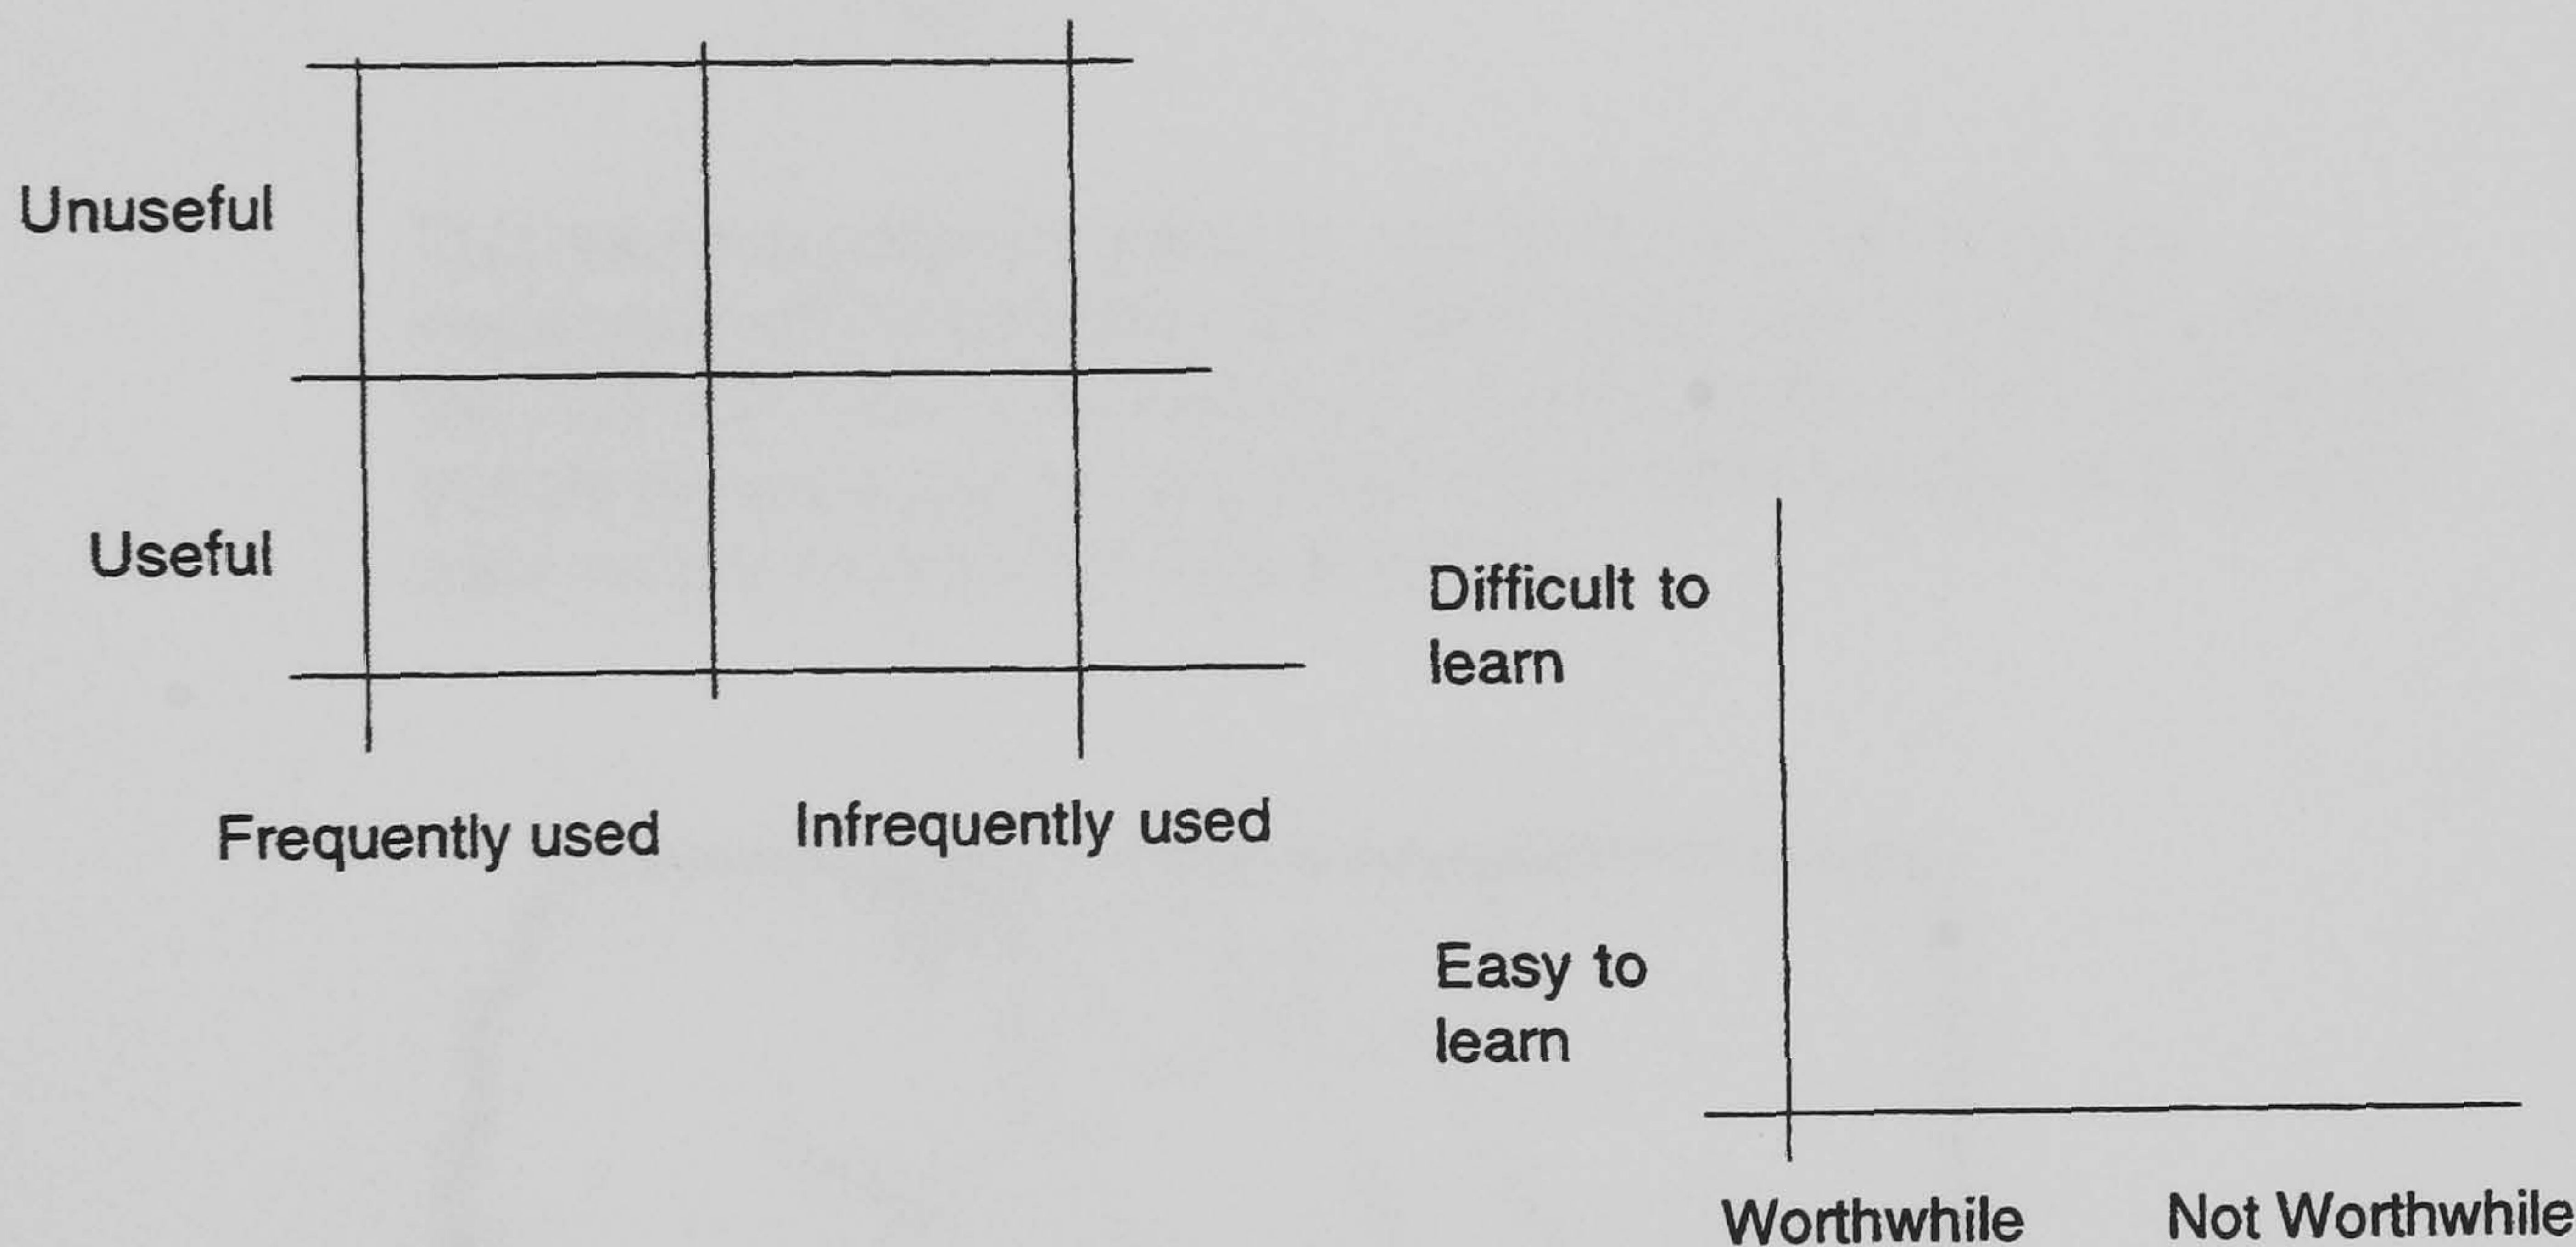 Unuseful
Useful
Frequently used
Infrequently used
Difficult to
learn
Easy to
learn
Worthwhile
Not Worthwhile